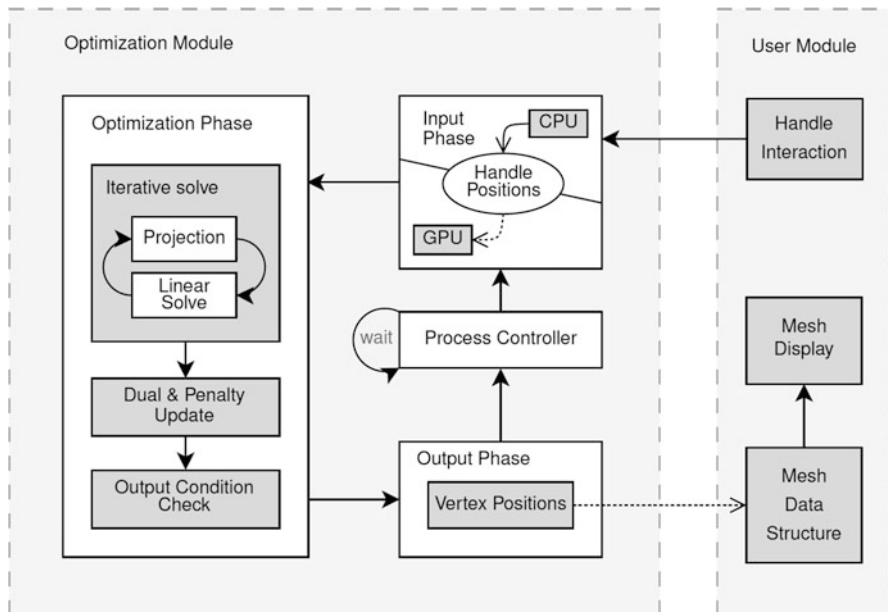 Optimization Module
Optimization Phase
Iterative solve
Projection
Linear
Solve
Dual & Penalty
Update
Output Condition
Check
Input
Phase
CPU
Handle
Positions
GPU
wait
Process Controller
Output Phase
Vertex Positions
User Module
Handle
Interaction
Mesh
Display
Mesh
Data
Structure